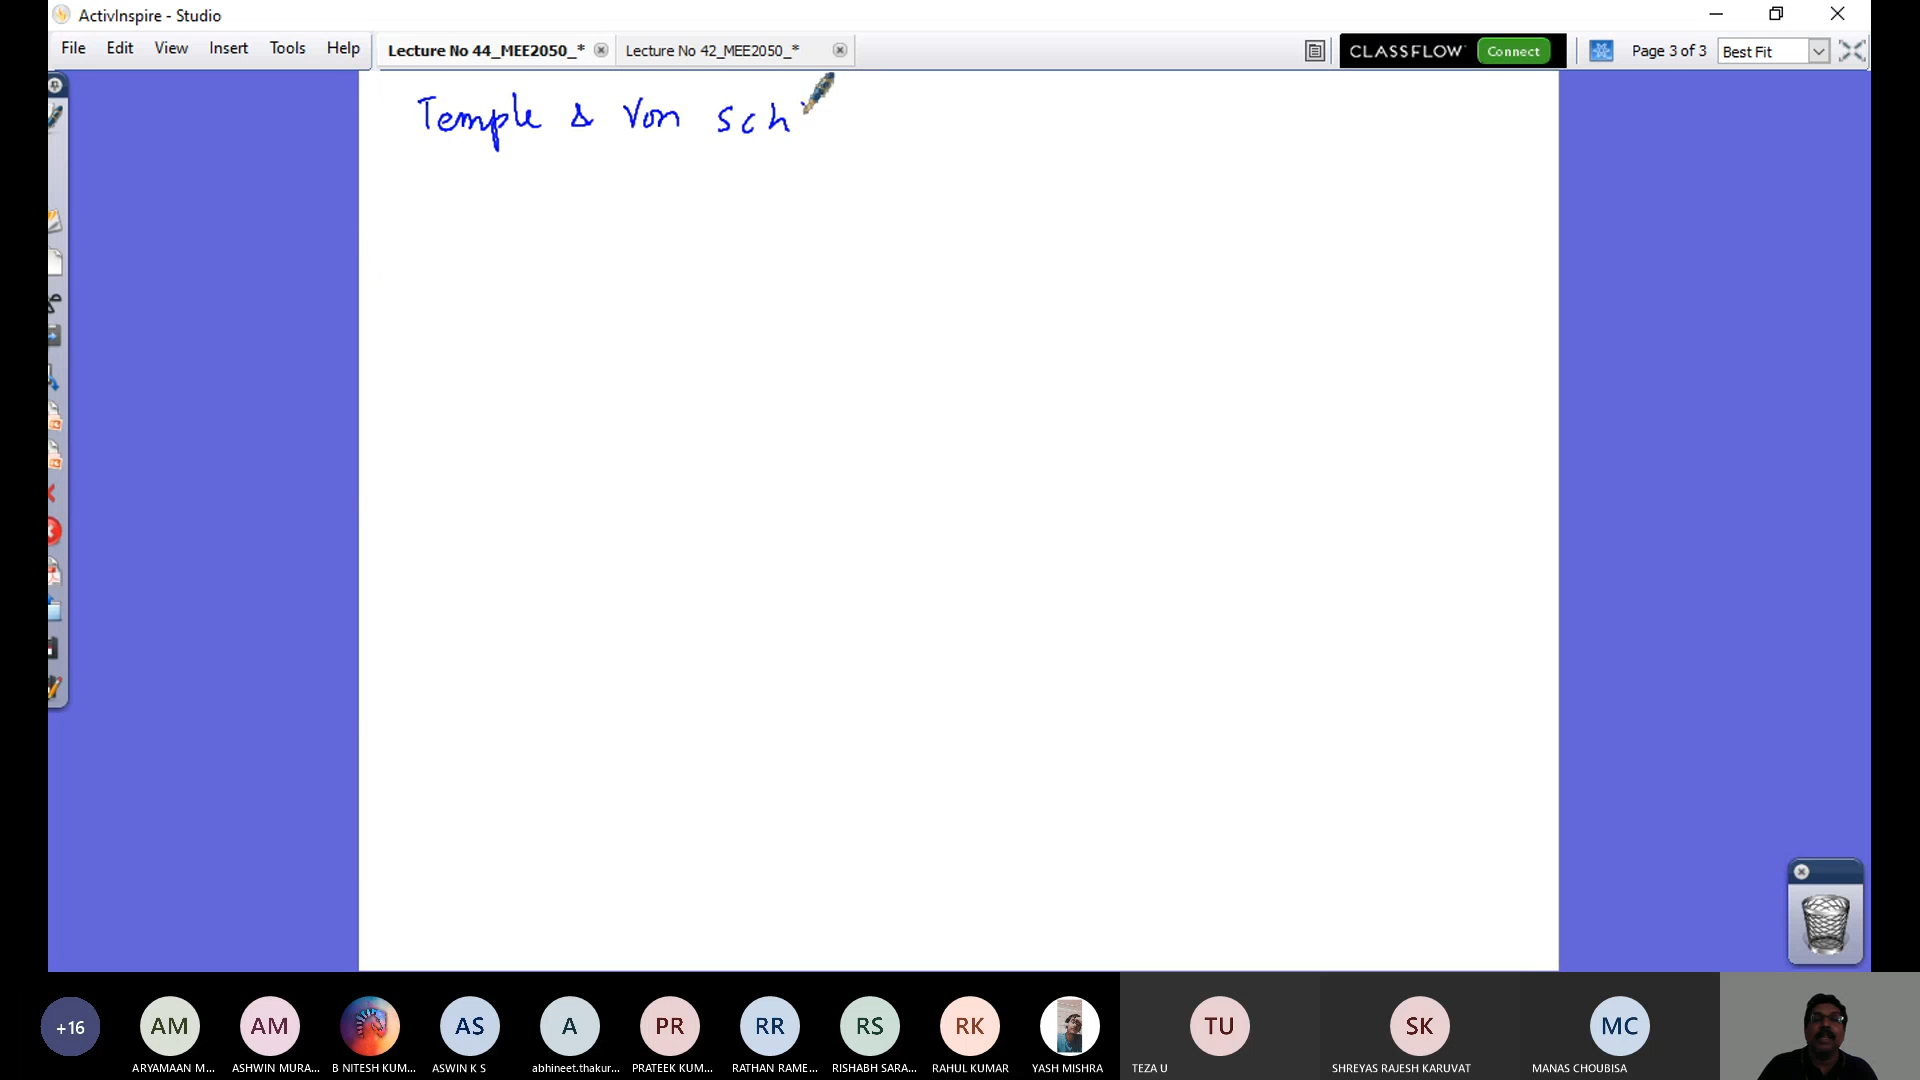 ActivInspire - Studio
File Edit View Insert Tools Help
Lecture No 44_MEE2050_* Lecture No 42_MEE2050_*
CLASSFLOW Connect Page 3 of 3 Best Fit
Temple & Von sch
+16 AM AM AS A PR RR RS RK TU SK MC
ARYAMAAN M... ASHWIN MURA... B NITESH KUM... ASWIN K S abhineet.thakur... PRATEEK KUM... RATHAN RAME... RISHABH SARA... RAHUL KUMAR YASH MISHRA TEZA U SHREYAS RAJESH KARUVAT MANAS CHOUBISA